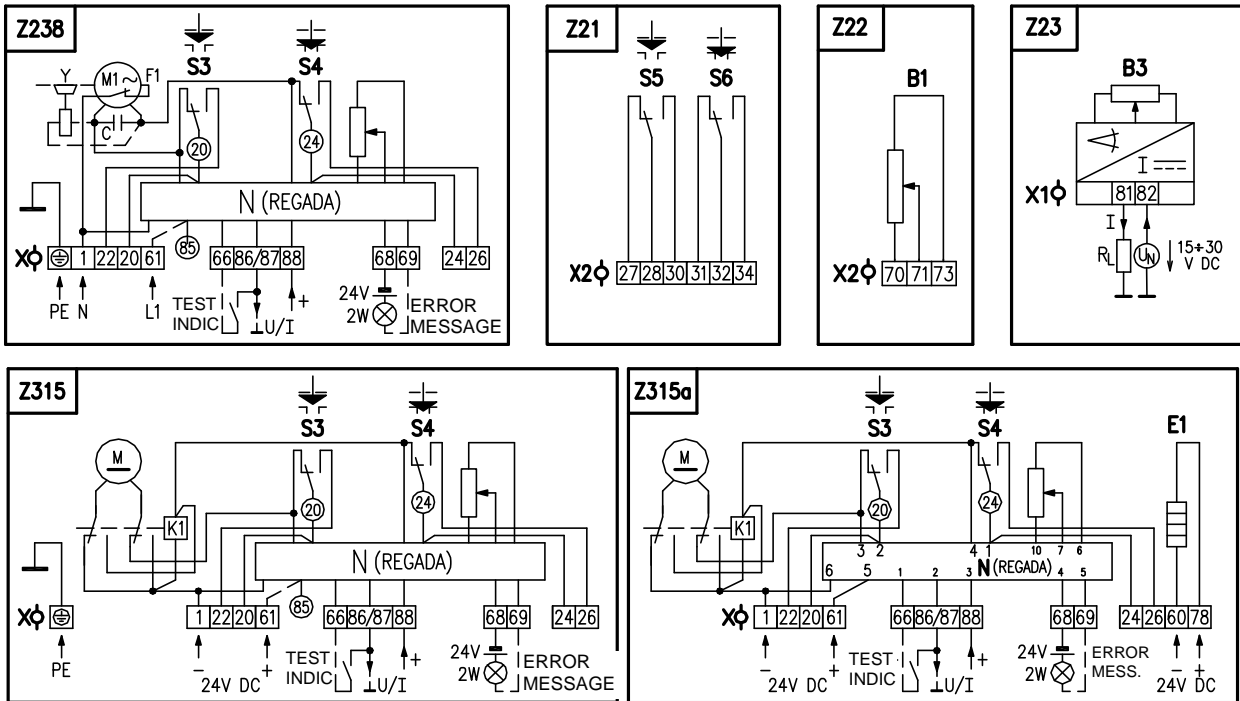 Z238
S3 S4
Y M1 ~ F1
C
20 24
N (REGADA)
X 1 22 20 61 85 66 86/87 88 68 69 24 26
PE N L1
TEST INDIC
U/I
+
24V 2W
ERROR MESSAGE
Z21
S5 S6
X2 27 28 30 31 32 34
Z22
B1
X2 70 71 73
Z23
B3
I
X1 81 82
I
RL UN 15÷30 V DC
Z315
S3 S4
M
K1
20 24
N (REGADA)
X 1 22 20 61 85 66 86/87 88 68 69 24 26
PE
- +
24V DC
TEST INDIC
U/I
+
24V 2W
ERROR MESSAGE
Z315a
S3 S4 E1
M
K1
20 24
3 2 4 1 10 7 6
6 5 1 2 3 N (REGADA) 4 5
X 1 22 20 61 66 86/87 88 68 69 24 26 60 78
- +
24V DC
TEST INDIC
U/I
+
24V 2W
ERROR MESS.
- +
24V DC